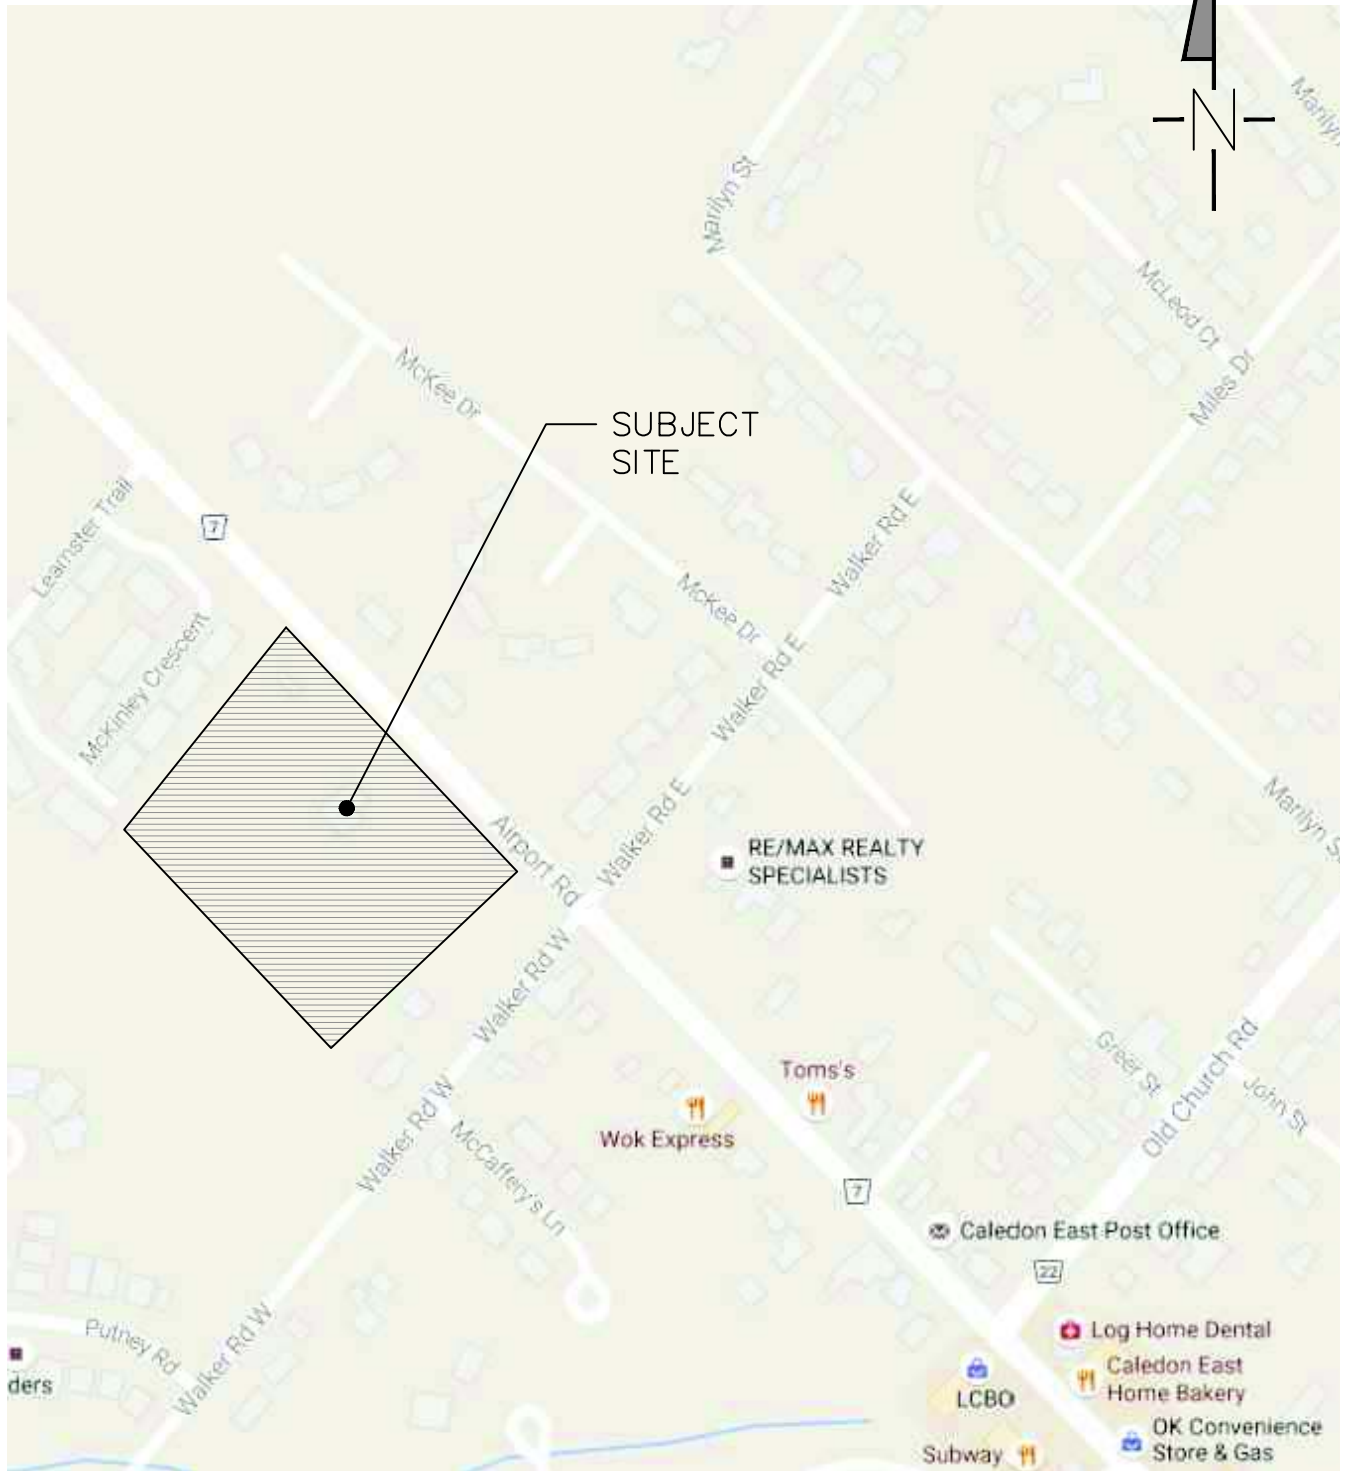 N
Marilyn
Marilyn St
McLeod Ct
Miles Dr
McKee Dr
SUBJECT
SITE
Learnster Trail
7
Walker Rd E
McKee Dr
McKinley Crescent
Walker Rd E
Walker Rd E
Airport Rd
Marilyn S
RE/MAX REALTY
SPECIALISTS
Walker Rd W
Greer St
Old Church Rd
John St
Toms's
Wok Express
Walker Rd W
McCaffery's Ln
7
Caledon East Post Office
22
Putney Rd
Walker Rd W
Log Home Dental
ders
Caledon East
Home Bakery
LCBO
OK Convenience
Store & Gas
Subway